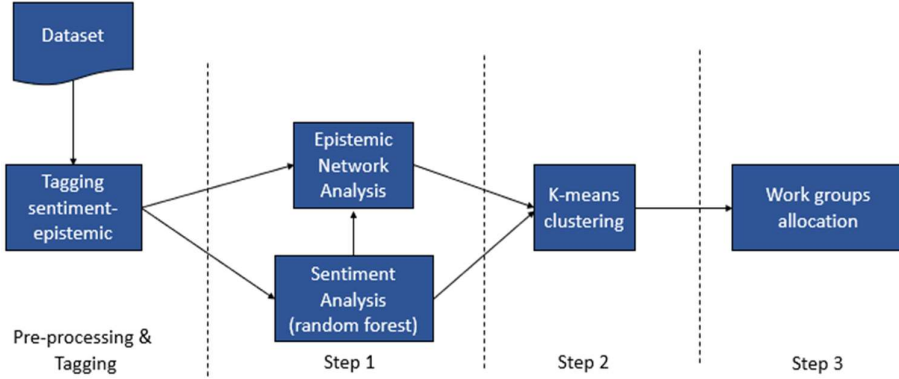 Dataset
Tagging
sentiment-
epistemic
Epistemic
Network
Analysis
Sentiment
Analysis
(random forest)
K-means
clustering
Work groups
allocation
Pre-processing &
Tagging
Step 1
Step 2
Step 3